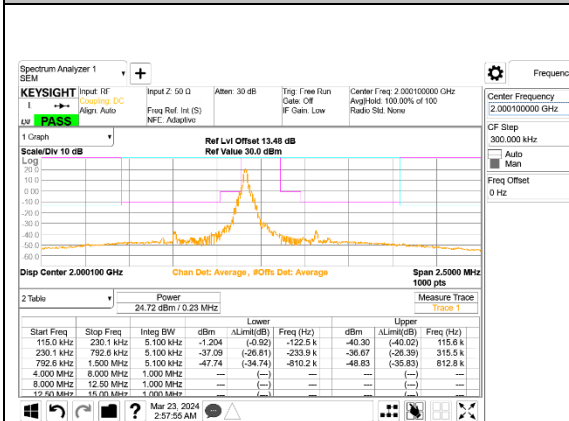 Spectrum Analyzer 1
SEM
+
Frequenc
KEYSIGHT Input: RF Input Z: 50 Ω Atten: 30 dB Trig: Free Run Center Freq: 2.000100000 GHz
Coupling: DC Gate: Off Avg|Hold: 100.00% of 100
Align: Auto Freq Ref: Int (S) IF Gain: Low Radio Std: None
NFE: Adaptive
PASS
Center Frequency
2.000100000 GHz
CF Step
300.000 kHz
Auto
Man
Freq Offset
0 Hz
1 Graph
Scale/Div 10 dB
Ref Lvl Offset 13.48 dB
Ref Value 30.0 dBm
Log
20.0
10.0
0.00
-10.0
-20.0
-30.0
-40.0
-50.0
-60.0
Disp Center 2.000100 GHz Chan Det: Average , #Offs Det: Average Span 2.5000 MHz
1000 pts
2 Table Power Measure Trace
24.72 dBm / 0.23 MHz Trace 1
Lower Upper
Start Freq Stop Freq Integ BW dBm ΔLimit(dB) Freq (Hz) dBm ΔLimit(dB) Freq (Hz)
115.0 kHz 230.1 kHz 5.100 kHz -1.204 (-0.92) -122.5 k -40.30 (-40.02) 115.6 k
230.1 kHz 792.6 kHz 5.100 kHz -37.09 (-26.81) -233.9 k -36.67 (-26.39) 315.5 k
792.6 kHz 1.500 MHz 5.100 kHz -47.74 (-34.74) -810.2 k -48.83 (-35.83) 812.8 k
4.000 MHz 8.000 MHz 1.000 MHz --- (---) --- --- (---) ---
8.000 MHz 12.50 MHz 1.000 MHz --- (---) --- --- (---) ---
12.50 MHz 15.00 MHz 1.000 MHz --- (---) --- --- (---) ---
?
Mar 23, 2024
2:57:55 AM